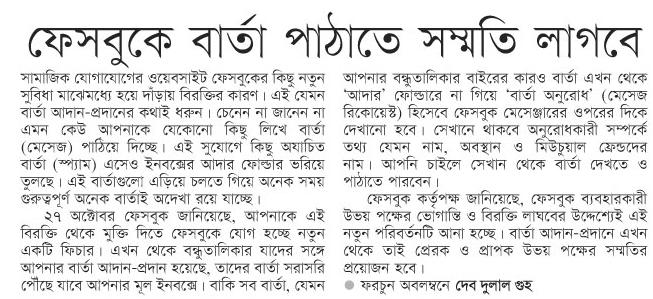 ফেসবুকে বার্তা পাঠাতে সম্মতি লাগবে
সামাজিক যোগাযোগের ওয়েবসাইট ফেসবুকের কিছু নতুন
সুবিধা মাঝেমধ্যে হয়ে দাঁড়ায় বিরক্তির কারণ। এই যেমন
বার্তা আদান-প্রদানের কথাই ধরুন। চেনেন না জানেন না
এমন কেউ আপনাকে যেকোনো কিছু লিখে বার্তা
(মেসেজ) পাঠিয়ে দিচ্ছে। এই সুযোগে কিছু অযাচিত
বার্তা (স্প্যাম) এসেও ইনবক্সের আদার ফোল্ডার ভরিয়ে
তুলছে। এই বার্তাগুলো এড়িয়ে চলতে গিয়ে অনেক সময়
গুরুত্বপূর্ণ অনেক বার্তাই অদেখা রয়ে যাচ্ছে।
২৭ অক্টোবর ফেসবুক জানিয়েছে, আপনাকে এই
বিরক্তি থেকে মুক্তি দিতে ফেসবুকে যোগ হচ্ছে নতুন
একটি ফিচার। এখন থেকে বন্ধুতালিকার যাদের সঙ্গে
আপনার বার্তা আদান-প্রদান হয়েছে, তাদের বার্তা সরাসরি
পৌঁছে যাবে আপনার মূল ইনবক্সে। বাকি সব বার্তা, যেমন
আপনার বন্ধুতালিকার বাইরের কারও বার্তা এখন থেকে
‘আদার’ ফোল্ডারে না গিয়ে ‘বার্তা অনুরোধ’ (মেসেজ
রিকোয়েস্ট) হিসেবে ফেসবুক মেসেঞ্জারের ওপরের দিকে
দেখানো হবে। সেখানে থাকবে অনুরোধকারী সম্পর্কে
তথ্য যেমন নাম, অবস্থান ও মিউচুয়াল ফ্রেন্ডদের
নাম। আপনি চাইলে সেখান থেকে বার্তা দেখতে ও
পাঠাতে পারবেন।
ফেসবুক কর্তৃপক্ষ জানিয়েছে, ফেসবুক ব্যবহারকারী
উভয় পক্ষের ভোগান্তি ও বিরক্তি লাঘবের উদ্দেশ্যেই এই
নতুন পরিবর্তনটি আনা হচ্ছে। বার্তা আদান-প্রদানে এখন
থেকে তাই প্রেরক ও প্রাপক উভয় পক্ষের সম্মতির
প্রয়োজন হবে।
● ফরচুন অবলম্বনে দেব দুলাল গুহ